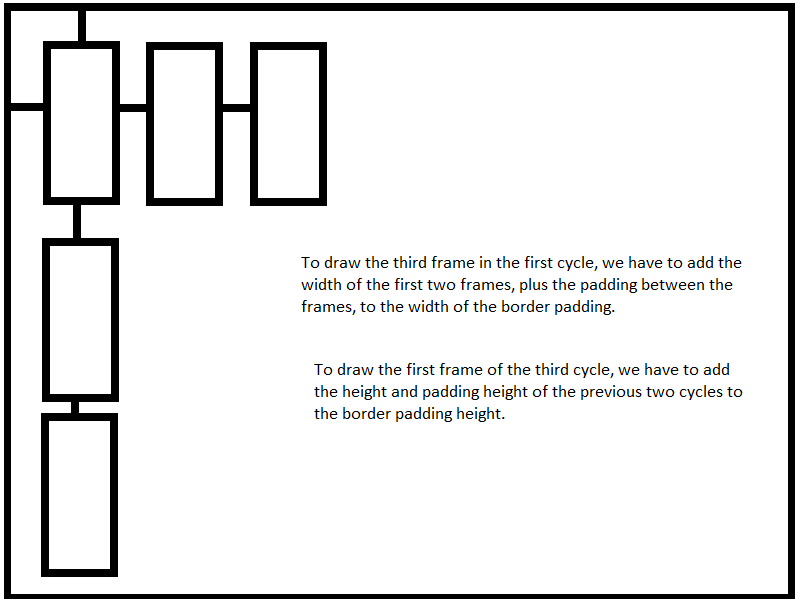 To draw the third frame in the first cycle, we have to add the
width of the first two frames, plus the padding between the
frames, to the width of the border padding.
To draw the first frame of the third cycle, we have to add
the height and padding height of the previous two cycles to
the border padding height.